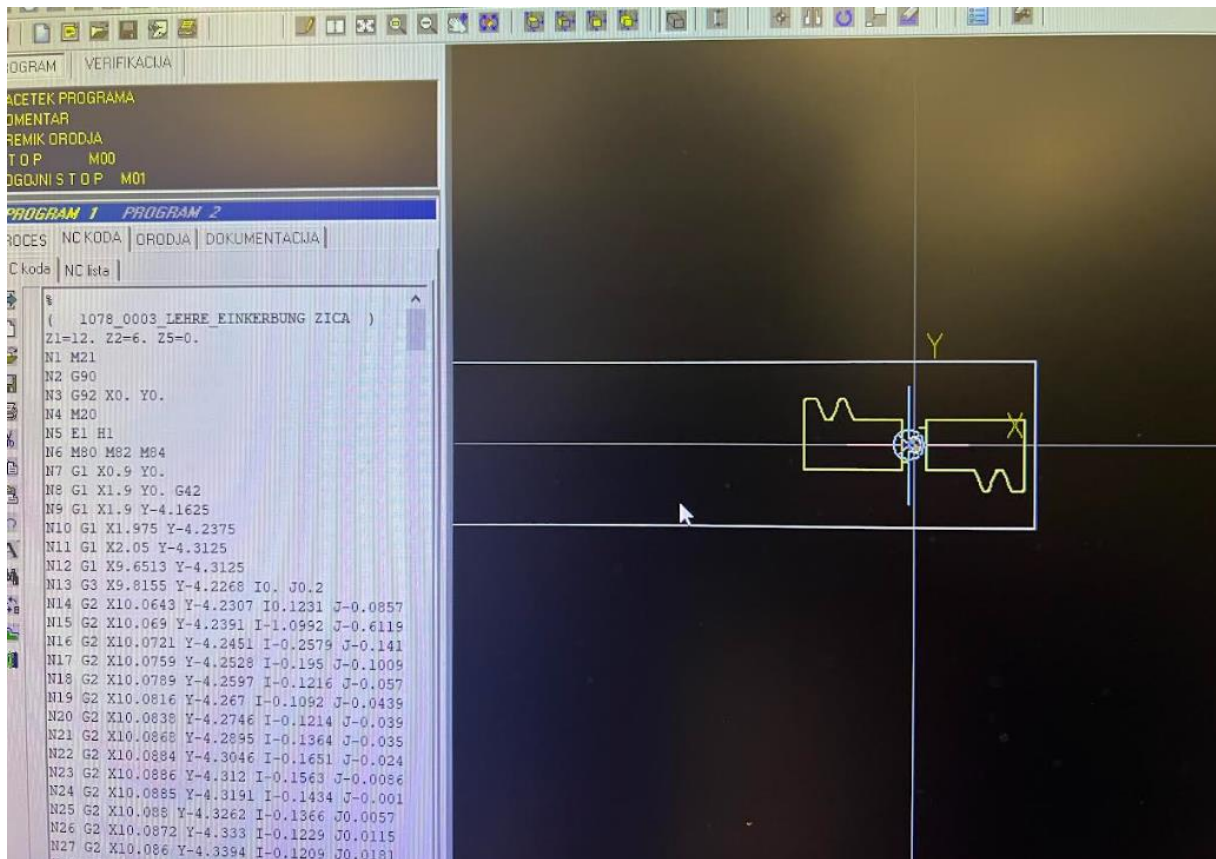 OGRAM VERIFIKACIJA
ACETEK PROGRAMA
OMENTAR
REMIK ORODJA
T O P M00
OGOJNI S T O P M01
PROGRAM 1 PROGRAM 2
ROCES NC KODA ORODJA DOKUMENTACIJA
C koda NC lista
%
( 1078_0003_LEHRE_EINKERBUNG ZICA )
Z1=12. Z2=6. Z5=0.
N1 M21
N2 G90
N3 G92 X0. Y0.
N4 M20
N5 E1 H1
N6 M80 M82 M84
N7 G1 X0.9 Y0.
N8 G1 X1.9 Y0. G42
N9 G1 X1.9 Y-4.1625
N10 G1 X1.975 Y-4.2375
N11 G1 X2.05 Y-4.3125
N12 G1 X9.6513 Y-4.3125
N13 G3 X9.8155 Y-4.2268 I0. J0.2
N14 G2 X10.0643 Y-4.2307 I0.1231 J-0.0857
N15 G2 X10.069 Y-4.2391 I-1.0992 J-0.6119
N16 G2 X10.0721 Y-4.2451 I-0.2579 J-0.141
N17 G2 X10.0759 Y-4.2528 I-0.195 J-0.1009
N18 G2 X10.0789 Y-4.2597 I-0.1216 J-0.057
N19 G2 X10.0816 Y-4.267 I-0.1092 J-0.0439
N20 G2 X10.0838 Y-4.2746 I-0.1214 J-0.039
N21 G2 X10.0868 Y-4.2895 I-0.1364 J-0.035
N22 G2 X10.0884 Y-4.3046 I-0.1651 J-0.024
N23 G2 X10.0886 Y-4.312 I-0.1563 J-0.0086
N24 G2 X10.0885 Y-4.3191 I-0.1434 J-0.001
N25 G2 X10.088 Y-4.3262 I-0.1366 J0.0057
N26 G2 X10.0872 Y-4.333 I-0.1229 J0.0115
N27 G2 X10.086 Y-4.3394 I-0.1209 J0.0181
Y
X